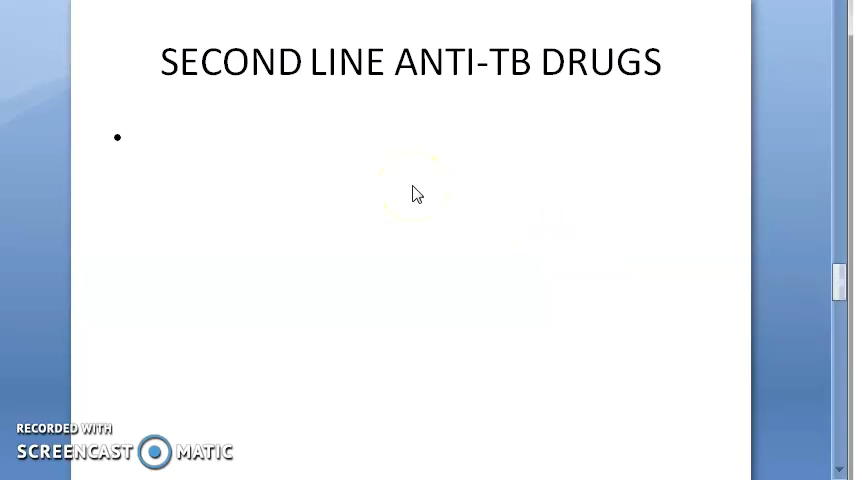 SECOND LINE ANTI-TB DRUGS
•
RECORDED WITH
SCREENCAST MATIC